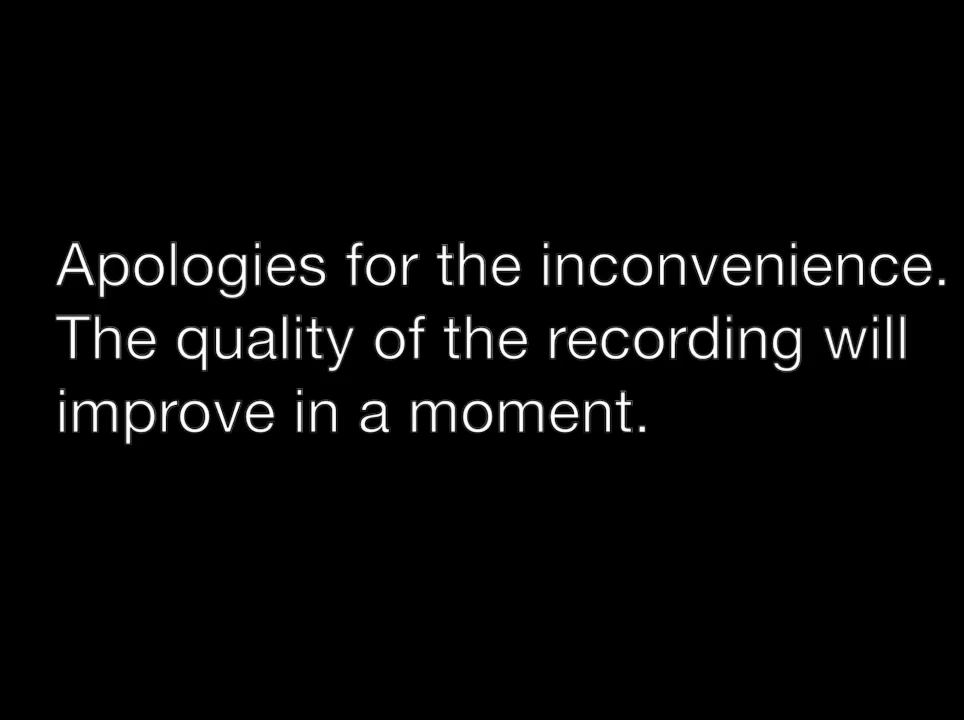 Apologies for the inconvenience.
The quality of the recording will
improve in a moment.